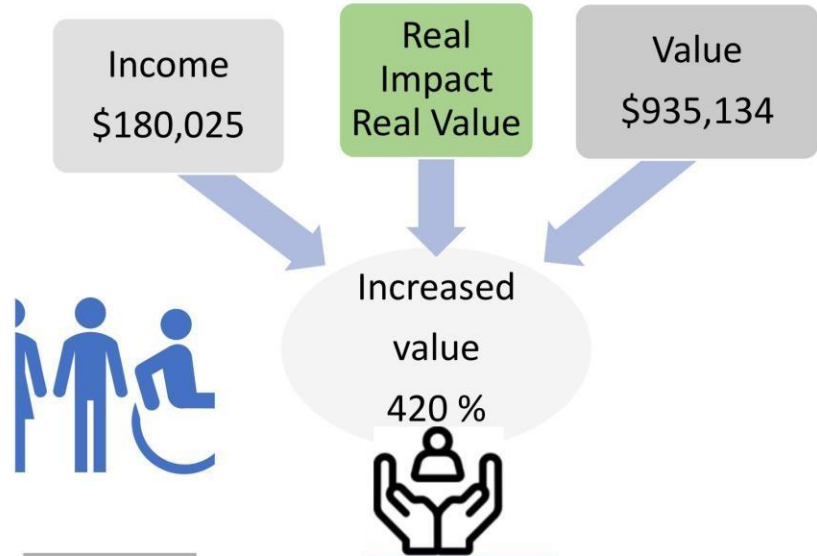 Income
$180,025
Real
Impact
Real Value
Value
$935,134
Increased
value
420 %